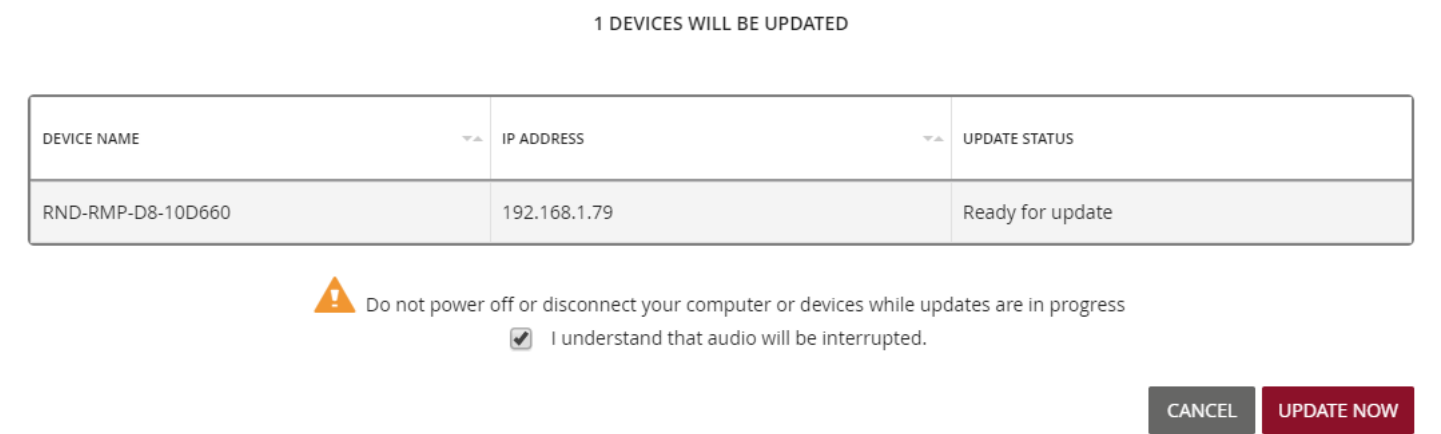 1 DEVICES WILL BE UPDATED
DEVICE NAME IP ADDRESS UPDATE STATUS
RND-RMP-D8-10D660 192.168.1.79 Ready for update
Do not power off or disconnect your computer or devices while updates are in progress
I understand that audio will be interrupted.
CANCEL UPDATE NOW